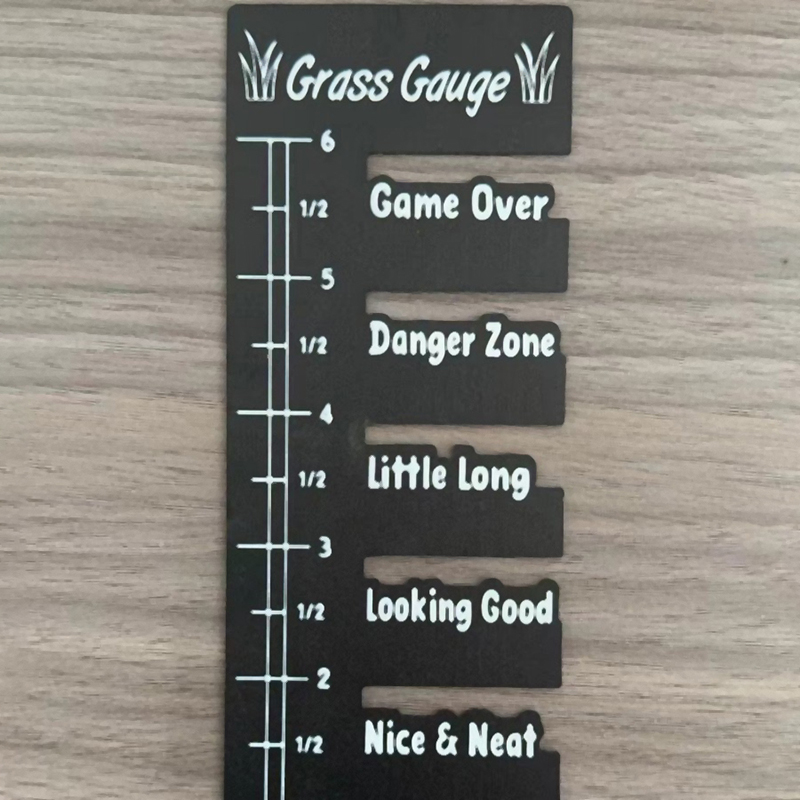 Grass Gauge
6
1/2 Game Over
5
1/2 Danger Zone
4
1/2 Little Long
3
1/2 Looking Good
2
1/2 Nice & Neat